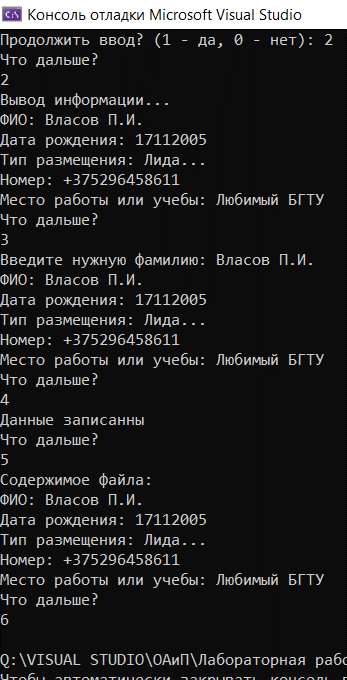 Консоль отладки Microsoft Visual Studio
Продолжить ввод? (1 - да, 0 - нет): 2
Что дальше?
2
Вывод информации...
ФИО: Власов П.И.
Дата рождения: 17112005
Тип размещения: Лида...
Номер: +375296458611
Место работы или учебы: Любимый БГТУ
Что дальше?
3
Введите нужную фамилию: Власов П.И.
ФИО: Власов П.И.
Дата рождения: 17112005
Тип размещения: Лида...
Номер: +375296458611
Место работы или учебы: Любимый БГТУ
Что дальше?
4
Данные записанны
Что дальше?
5
Содержимое файла:
ФИО: Власов П.И.
Дата рождения: 17112005
Тип размещения: Лида...
Номер: +375296458611
Место работы или учебы: Любимый БГТУ
Что дальше?
6
Q:\VISUAL STUDIO\ОАиП\Лабораторная рабо
Чтобы автоматически закрывать консоль